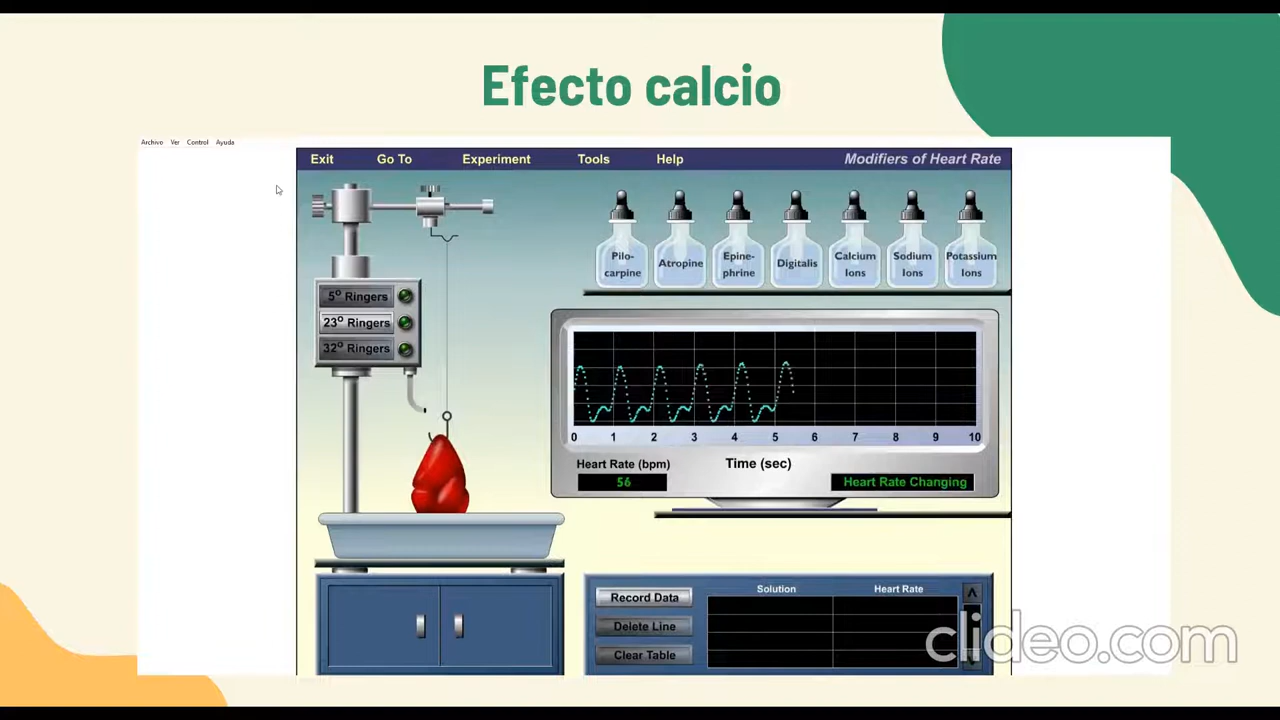 Efecto calcio
Archivo Ver Control Ayuda
Exit Go To Experiment Tools Help Modifiers of Heart Rate
Pilo-
carpine
Atropine
Epine-
phrine
Digitalis
Calcium
Ions
Sodium
Ions
Potassium
Ions
5° Ringers
23° Ringers
32° Ringers
0 1 2 3 4 5 6 7 8 9 10
Heart Rate (bpm)
Time (sec)
56
Heart Rate Changing
Solution Heart Rate
Record Data
Delete Line
Clear Table
clideo.com